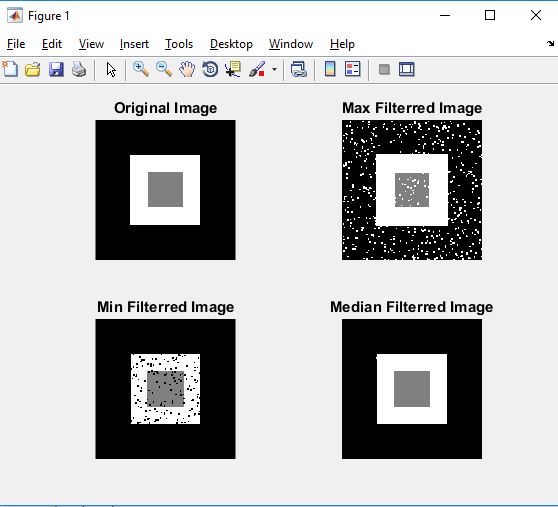 Figure 1
File Edit View Insert Tools Desktop Window Help
Original Image
Max Filterred Image
Min Filterred Image
Median Filterred Image